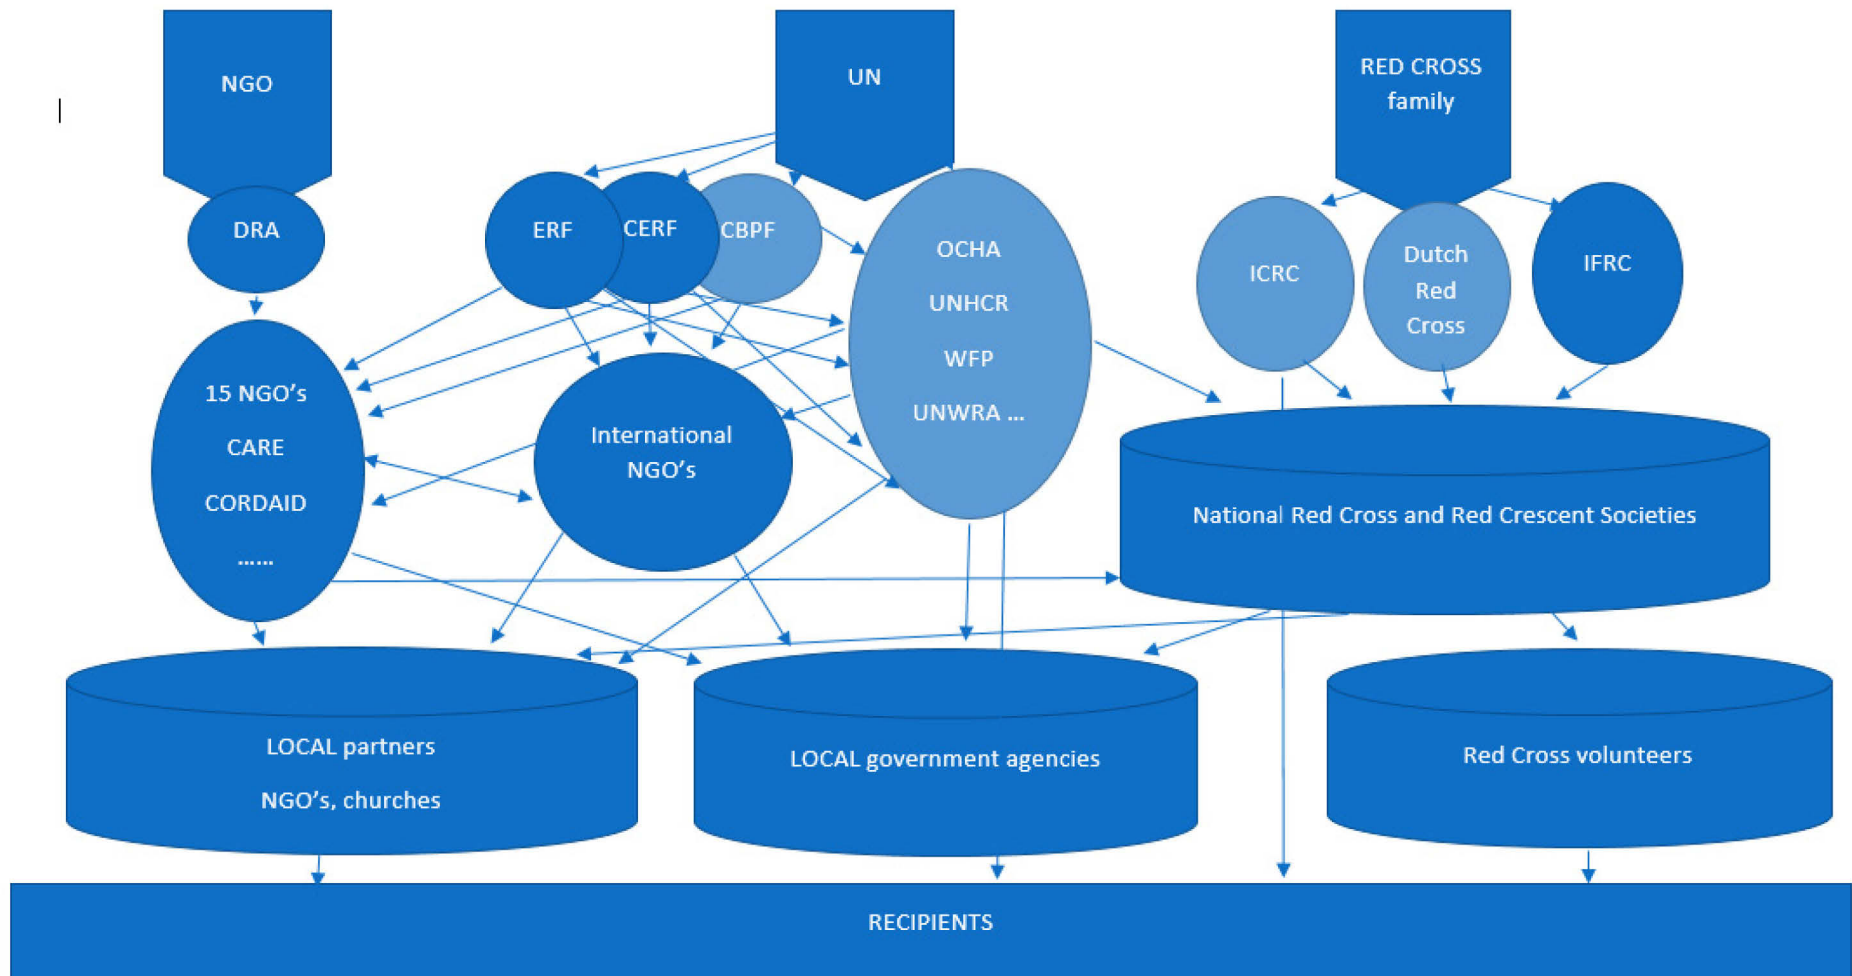 NGO
UN
RED CROSS
family
DRA
ERF
CERF
CBPF
OCHA
UNHCR
WFP
UNWRA ...
ICRC
Dutch
Red
Cross
IFRC
15 NGO's
CARE
CORDAID
......
International
NGO's
National Red Cross and Red Crescent Societies
LOCAL partners
NGO's, churches
LOCAL government agencies
Red Cross volunteers
RECIPIENTS